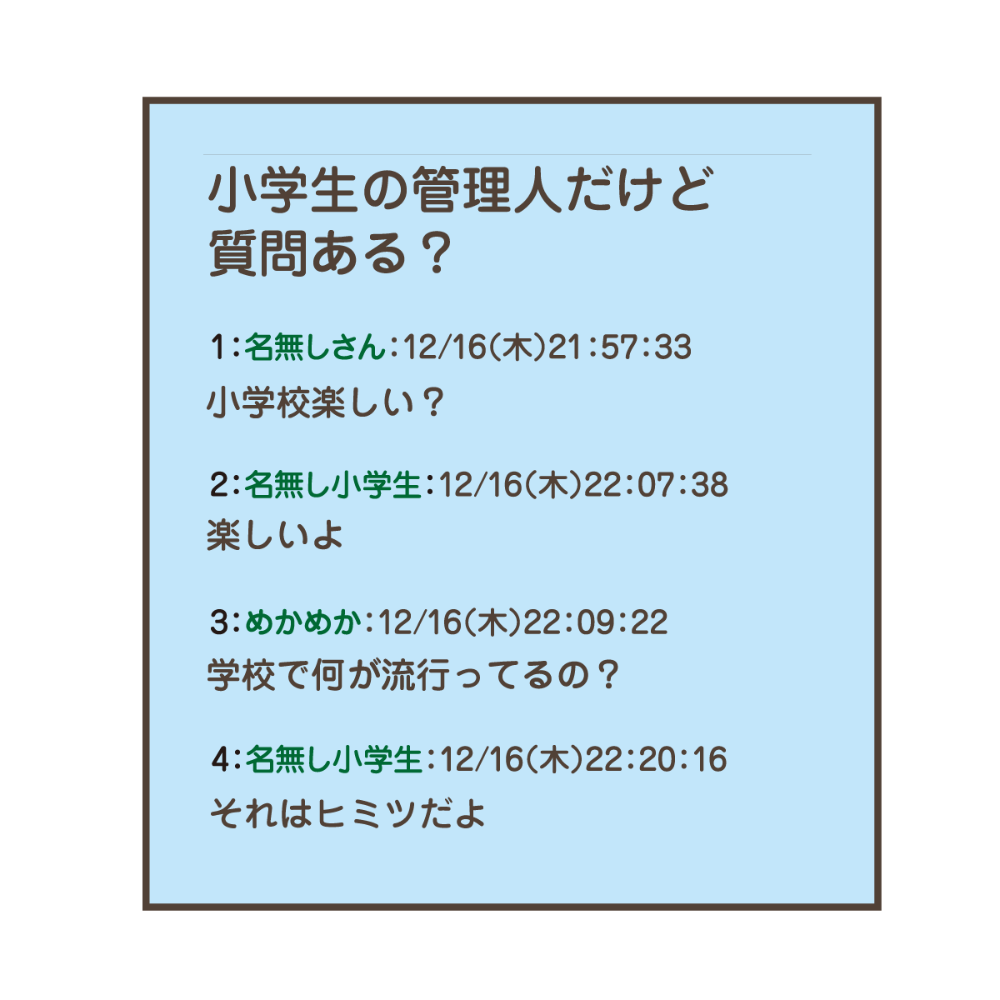 小学生の管理人だけど
質問ある？
1：名無しさん：12/16(木)21：57：33
小学校楽しい？
2：名無し小学生：12/16(木)22：07：38
楽しいよ
3：めかめか：12/16(木)22：09：22
学校で何が流行ってるの？
4：名無し小学生：12/16(木)22：20：16
それはヒミツだよ